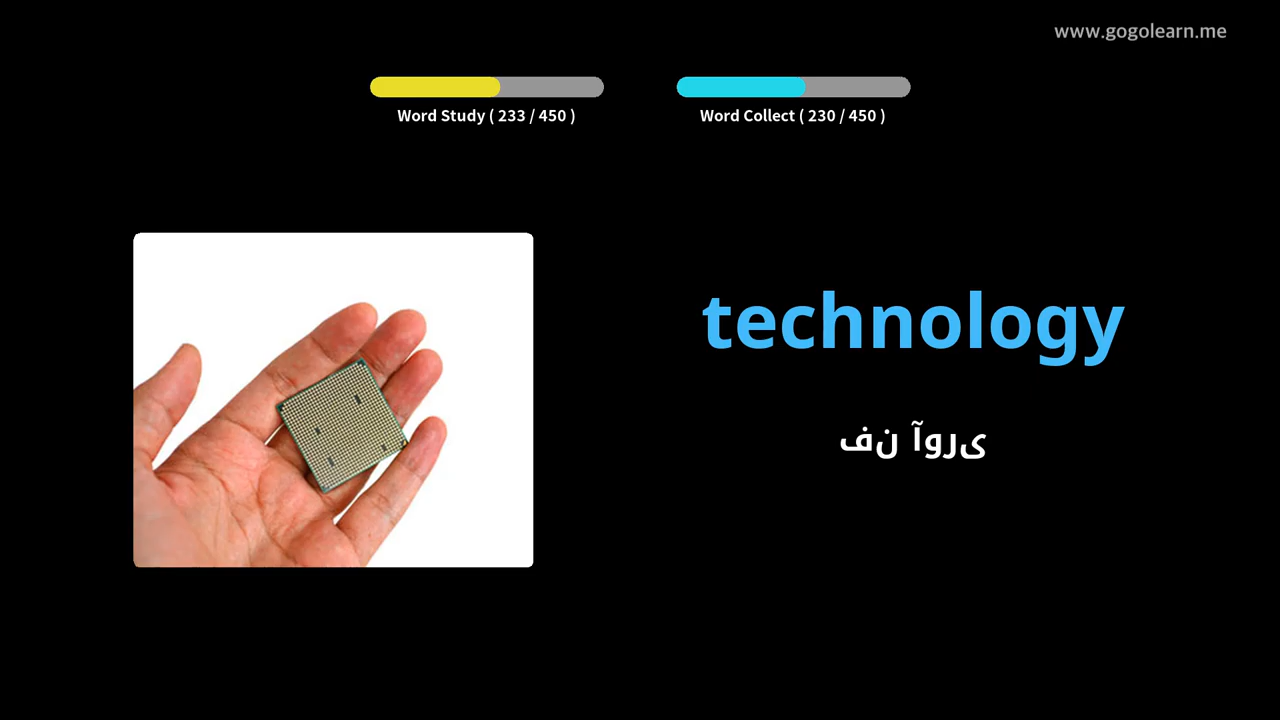 www.gogolearn.me
Word Study ( 233 / 450 )
Word Collect ( 230 / 450 )
technology
فن آوری